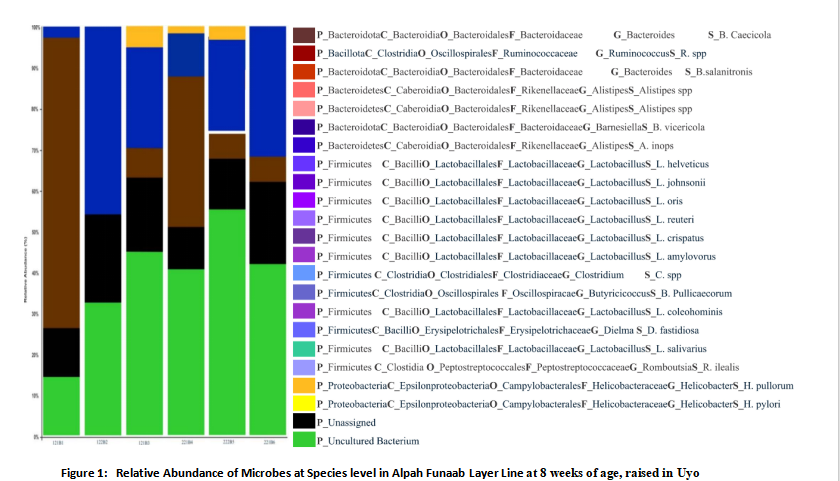 100%
90%
80%
70%
60%
50%
40%
30%
20%
10%
0%
Relative Abundance (%)
P_BacteroidotaC_BacteroidiaO_BacteroidalesF_Bacteroidaceae G_Bacteroides S_B. Caecicola
P_BacillotaC_ClostridiaO_OscillospiralesF_Ruminococcaceae G_RuminococcusS_R. spp
P_BacteroidotaC_BacteroidiaO_BacteroidalesF_Bacteroidaceae G_Bacteroides S_B.salanitronis
P_BacteroidetesC_CaberoidiaO_BacteroidalesF_RikenellaceaeG_AlistipesS_Alistipes spp
P_BacteroidetesC_CaberoidiaO_BacteroidalesF_RikenellaceaeG_AlistipesS_Alistipes spp
P_BacteroidotaC_BacteroidiaO_BacteroidalesF_BacteroidaceaeG_BarnesiellaS_B. vicericola
P_BacteroidetesC_CaberoidiaO_BacteroidalesF_RikenellaceaeG_AlistipesS_A. inops
P_Firmicutes C_BacilliO_LactobacillalesF_LactobacillaceaeG_LactobacillusS_L. helveticus
P_Firmicutes C_BacilliO_LactobacillalesF_LactobacillaceaeG_LactobacillusS_L. johnsonii
P_Firmicutes C_BacilliO_LactobacillalesF_LactobacillaceaeG_LactobacillusS_L. oris
P_Firmicutes C_BacilliO_LactobacillalesF_LactobacillaceaeG_LactobacillusS_L. reuteri
P_Firmicutes C_BacilliO_LactobacillalesF_LactobacillaceaeG_LactobacillusS_L. crispatus
P_Firmicutes C_BacilliO_LactobacillalesF_LactobacillaceaeG_LactobacillusS_L. amylovorus
P_Firmicutes C_ClostridiaO_ClostridialesF_ClostridiaceaeG_Clostridium S_C. spp
P_FirmicutesC_ClostridiaO_Oscillospirales F_OscillospiracaeG_ButyricicoccusS_B. Pullicaecorum
P_Firmicutes C_BacilliO_LactobacillalesF_LactobacillaceaeG_LactobacillusS_L. coleohominis
P_FirmicutesC_BacilliO_ErysipelotrichalesF_ErysipelotrichaceaeG_Dielma S_D. fastidiosa
P_Firmicutes C_BacilliO_LactobacillalesF_LactobacillaceaeG_LactobacillusS_L. salivarius
P_Firmicutes C_Clostidia O_PeptostreptococcalesF_PeptostreptococcaceaeG_RomboutsiaS_R. ilealis
P_ProteobacteriaC_EpsilonproteobacteriaO_CampylobacteralesF_HelicobacteraceaeG_HelicobacterS_H. pullorum
P_ProteobacteriaC_EpsilonproteobacteriaO_CampylobacteralesF_HelicobacteraceaeG_HelicobacterS_H. pylori
P_Unassigned
P_Uncultured Bacterium
Figure 1: Relative Abundance of Microbes at Species level in Alpah Funaab Layer Line at 8 weeks of age, raised in Uyo